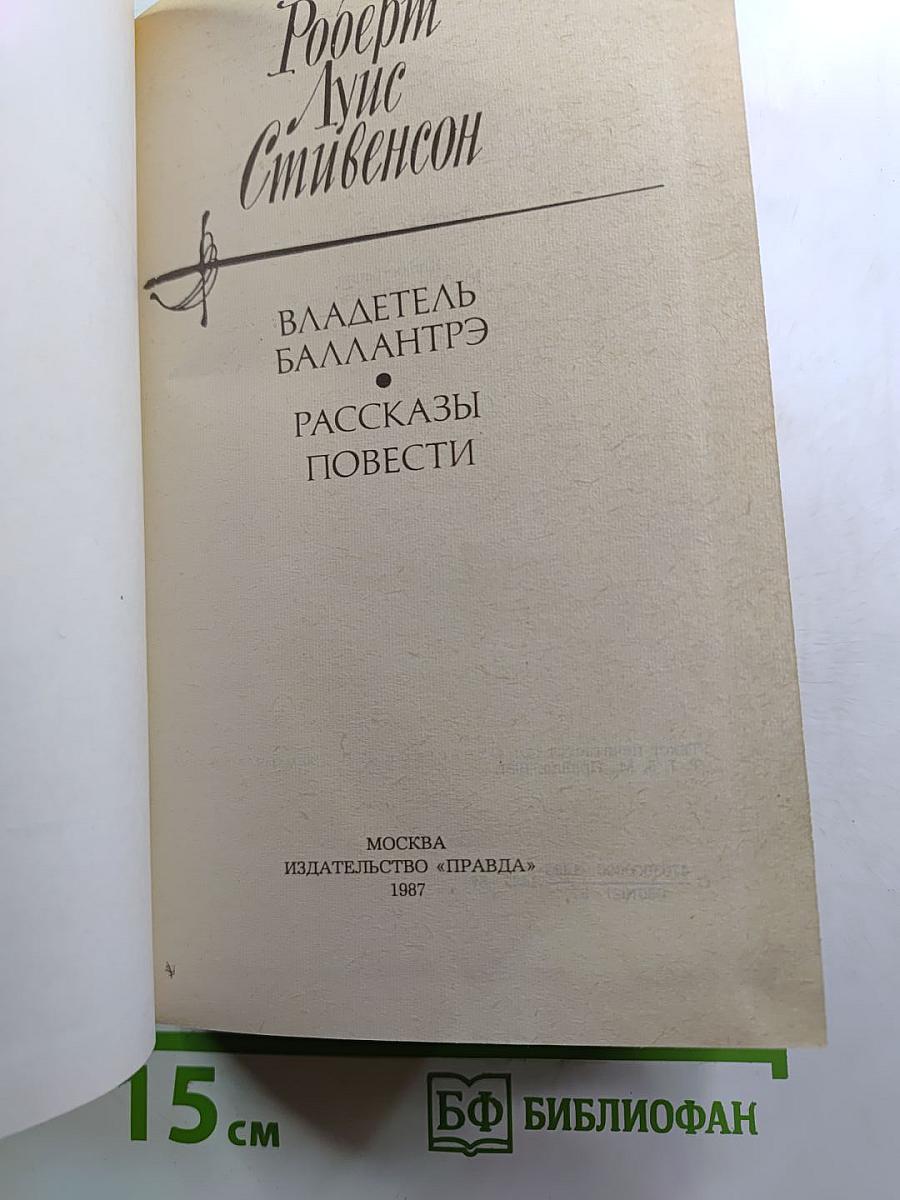 Роберт
Луис
Стивенсон
ВЛАДЕТЕЛЬ
БАЛЛАНТРЭ
•
РАССКАЗЫ
ПОВЕСТИ
МОСКВА
ИЗДАТЕЛЬСТВО «ПРАВДА»
1987
15 см
БФ БИБЛИОФАН